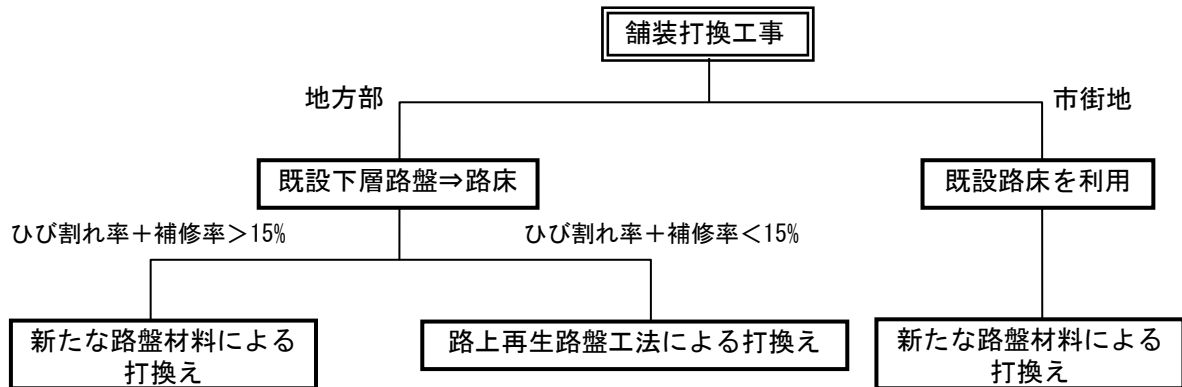 舗装打換工事
地方部
市街地
既設下層路盤⇒路床
既設路床を利用
ひび割れ率＋補修率＞15%
ひび割れ率＋補修率＜15%
新たな路盤材料による
打換え
路上再生路盤工法による打換え
新たな路盤材料による
打換え